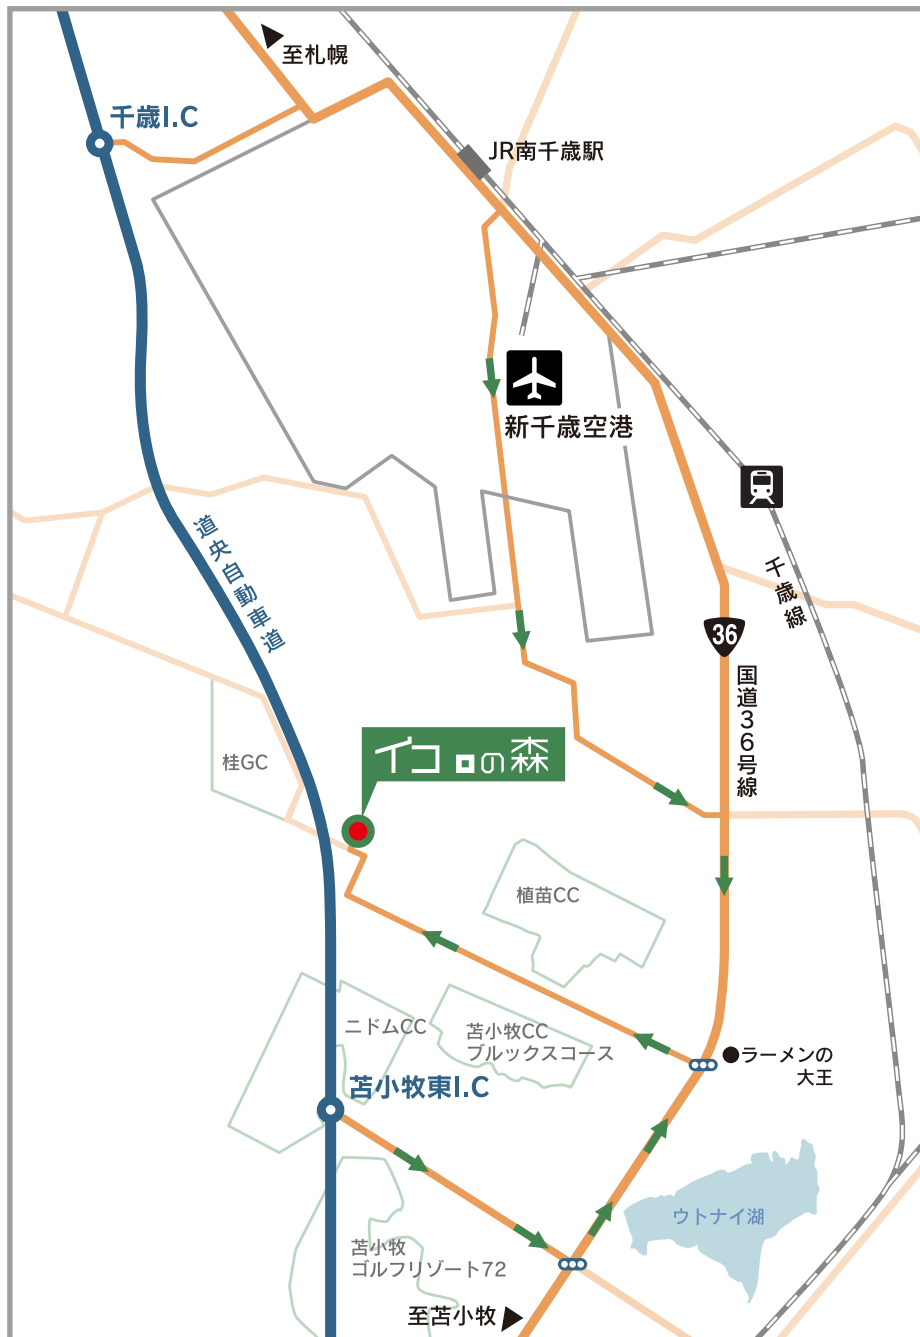 至札幌
千歳I.C
JR南千歳駅
新千歳空港
道央自動車道
千歳線
36
国道36号線
イコロの森
桂GC
植苗CC
ニドムCC
苫小牧CC
ブルックスコース
ラーメンの
大王
苫小牧東I.C
ウトナイ湖
苫小牧
ゴルフリゾート72
至苫小牧